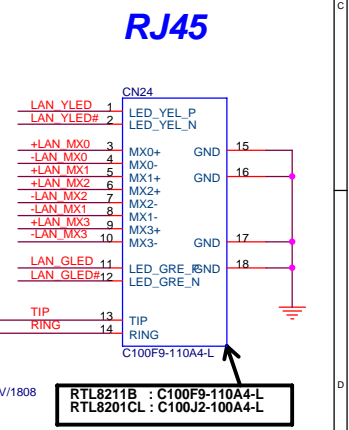 RJ45
C
CN24
LAN_YLED 1 LED_YEL_P
LAN_YLED# 2 LED_YEL_N
+LAN_MX0 3 MX0+ GND 15
-LAN_MX0 4 MX0-
+LAN_MX1 5 MX1+ GND 16
+LAN_MX2 6 MX2+
-LAN_MX2 7 MX2-
-LAN_MX1 8 MX1-
+LAN_MX3 9 MX3+
-LAN_MX3 10 MX3- GND 17
LAN_GLED 11 LED_GRE_P GND 18
LAN_GLED# 12 LED_GRE_N
TIP 13 TIP
RING 14 RING
C100F9-110A4-L
V/1808
RTL8211B : C100F9-110A4-L
RTL8201CL : C100J2-100A4-L
D